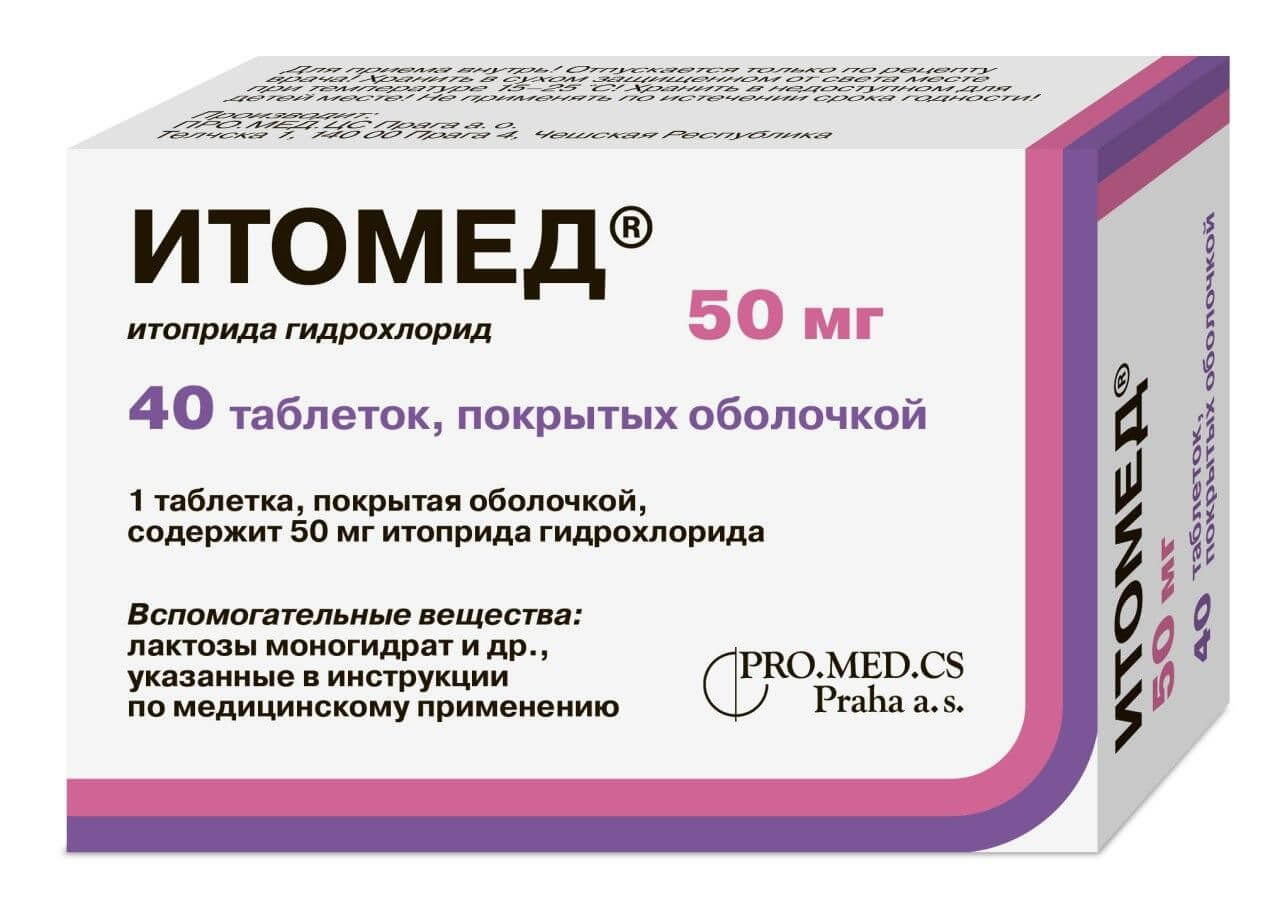 Для приема внутрь! Отпускается только по рецепту
врача! Хранить в сухом защищенном от света месте
при температуре 15–25 °С! Хранить в недоступном для
детей месте! Не применять по истечении срока годности!
Производит:
ПРО.МЕД.ЦС Прага а.о.
Телчска 1, 140 00 Прага 4, Чешская Республика
ИТОМЕД®
итоприда гидрохлорид
50 мг
40 таблеток, покрытых оболочкой
1 таблетка, покрытая оболочкой,
содержит 50 мг итоприда гидрохлорида
Вспомогательные вещества:
лактозы моногидрат и др.,
указанные в инструкции
по медицинскому применению
PRO.MED.CS
Praha a.s.
ИТОМЕД®
50 мг
40 таблеток,
покрытых оболочкой